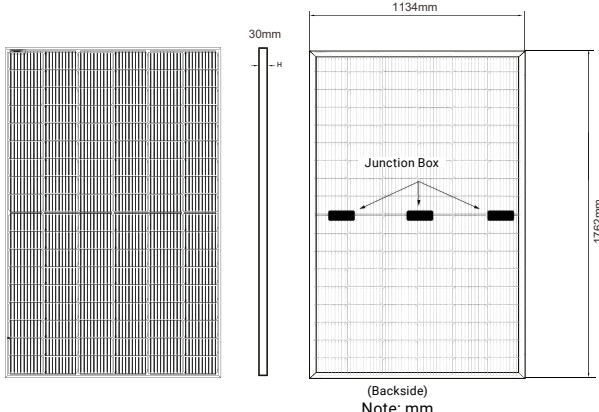 1134mm
30mm
H
Junction Box
1762mm
(Backside)
Note: mm